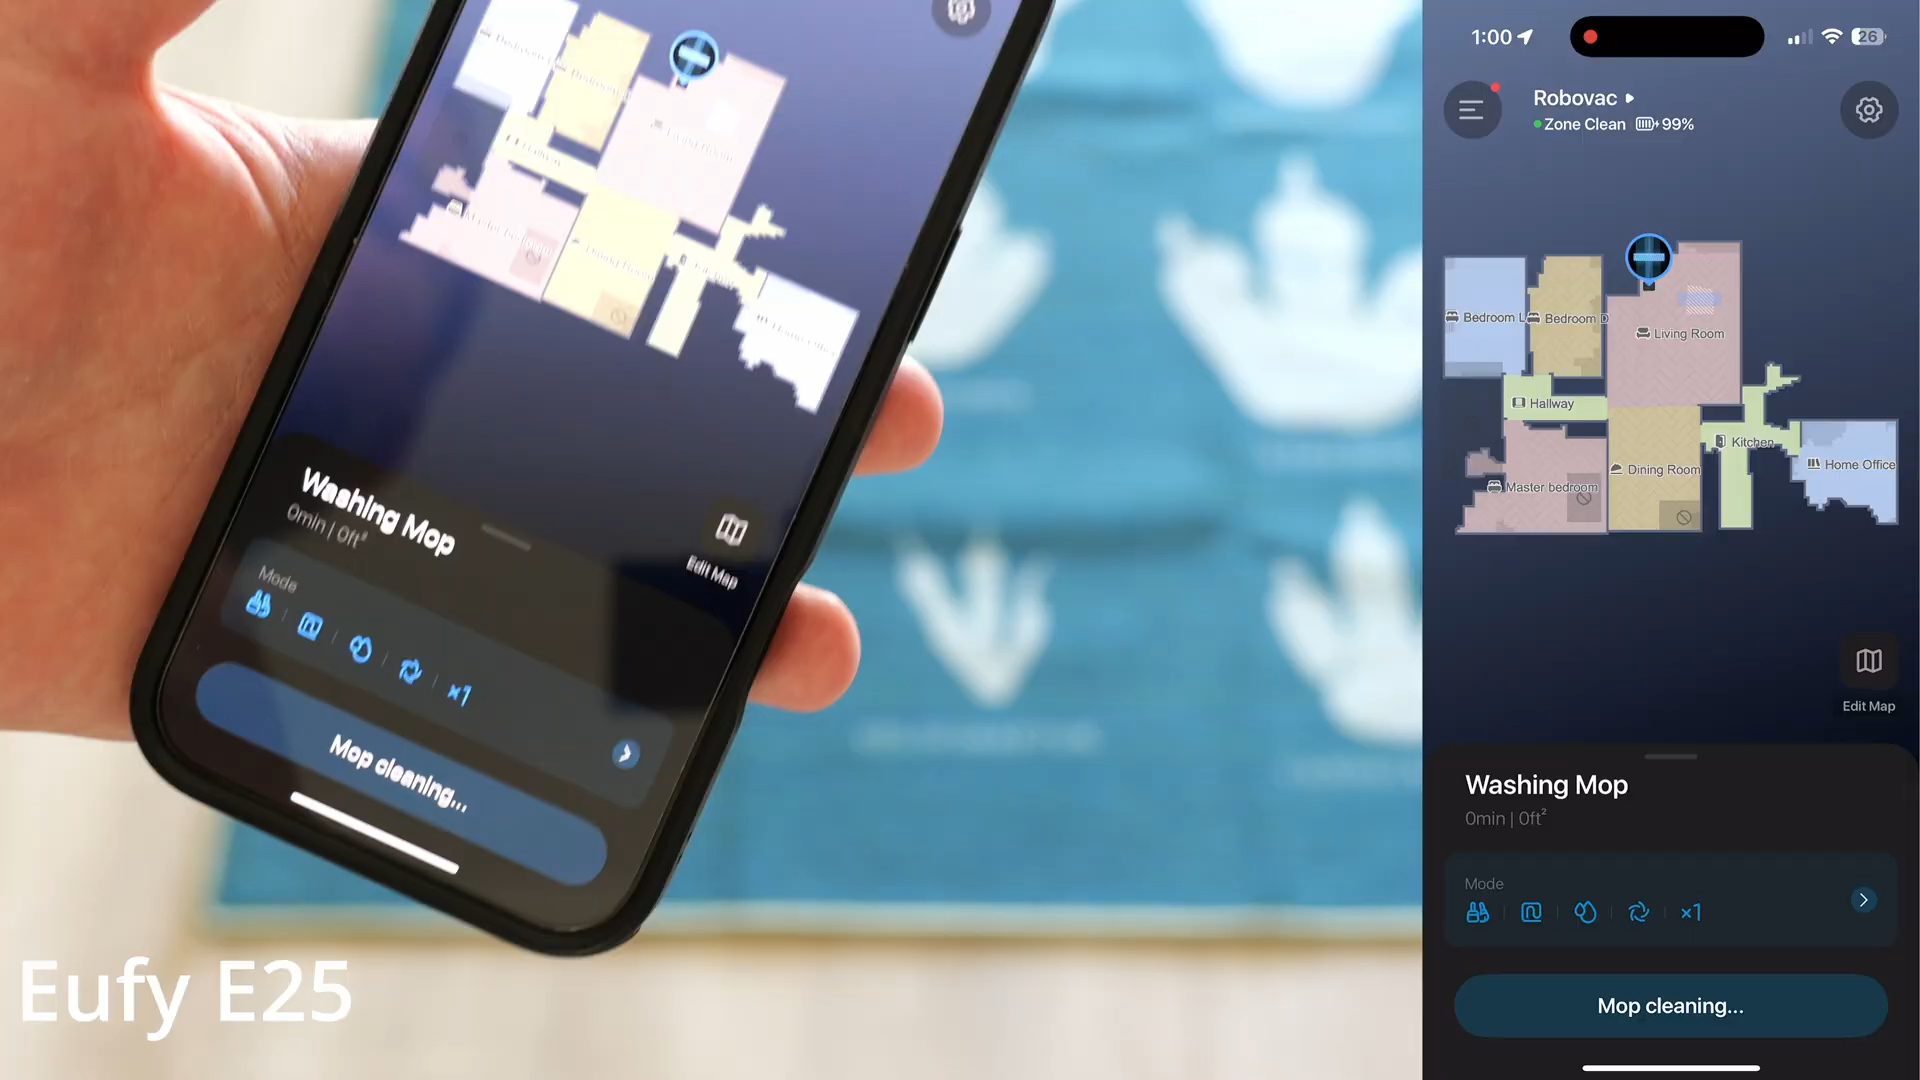 Washing Mop
0min | 0ft²
Edit Map
Mode
×1
Mop cleaning...
Eufy E25
1:00
26
Robovac
Zone Clean 99%
Bedroom L
Bedroom D
Living Room
Hallway
Kitchen
Dining Room
Home Office
Master bedroom
Edit Map
Washing Mop
0min | 0ft²
Mode
×1
Mop cleaning...